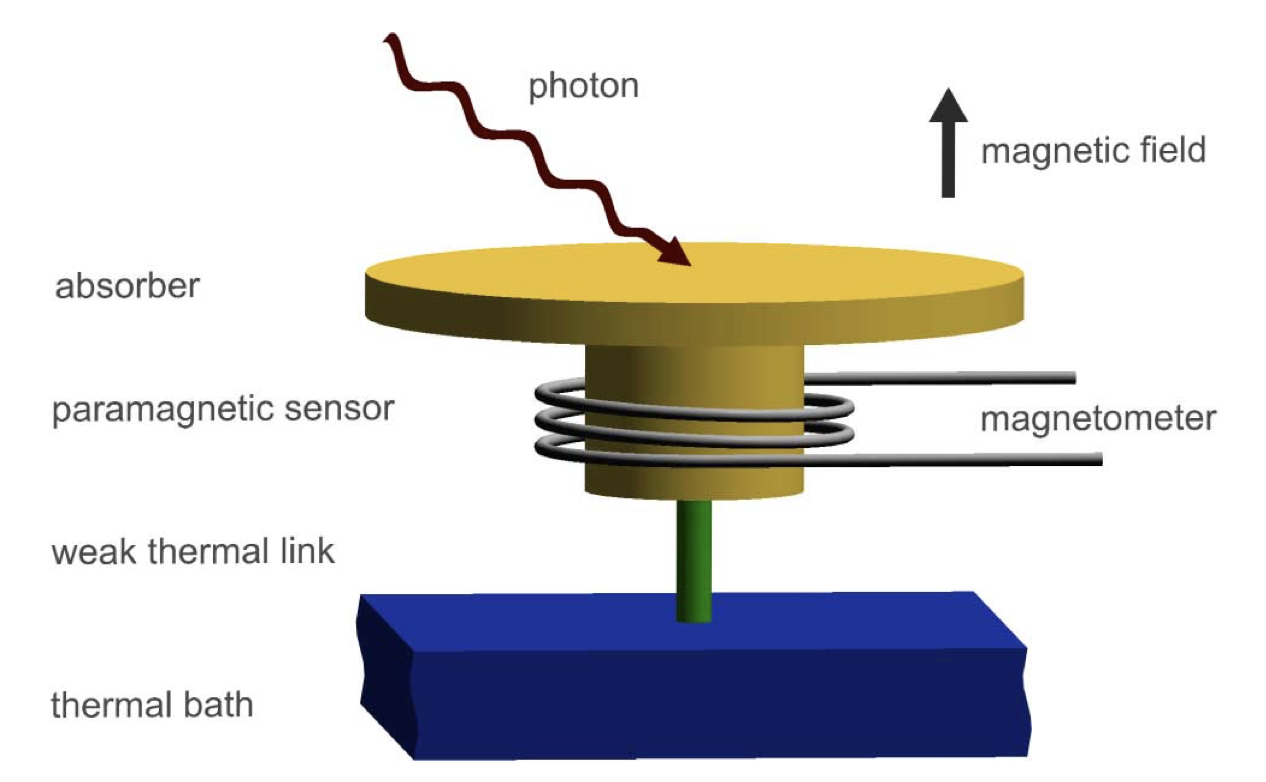 photon
magnetic field
absorber
paramagnetic sensor
magnetometer
weak thermal link
thermal bath